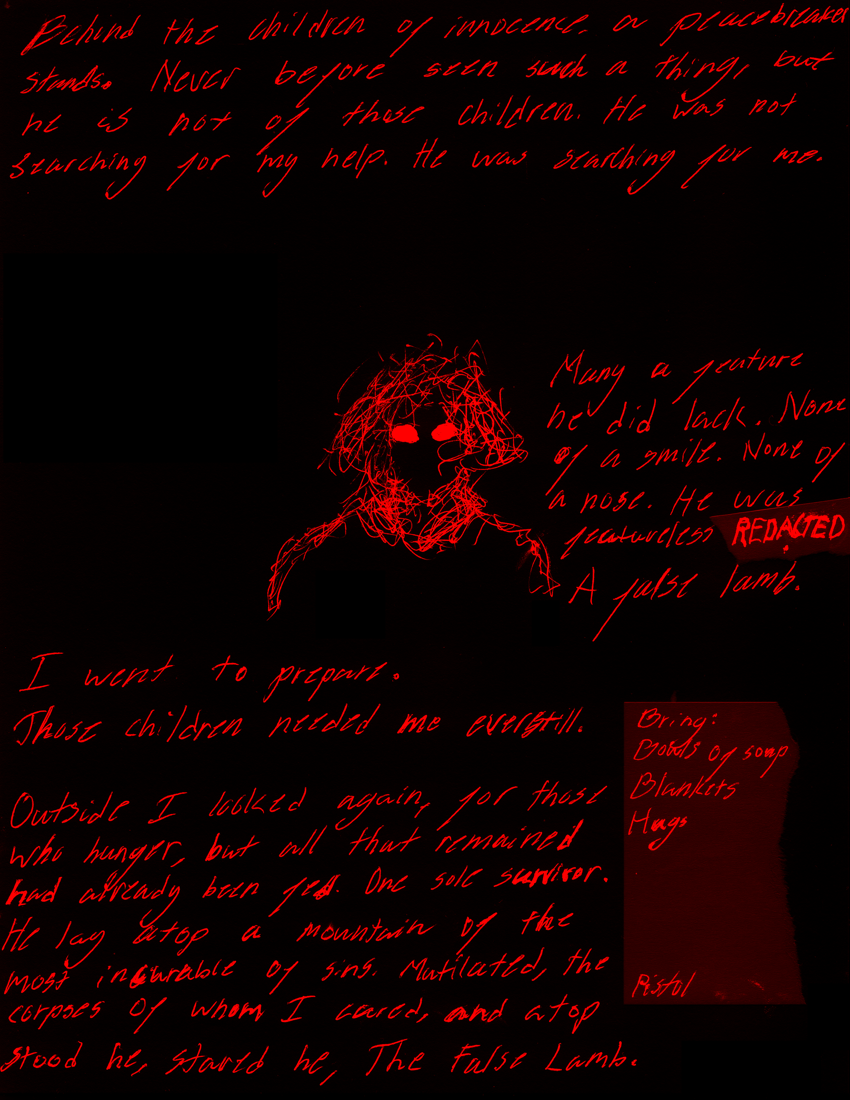 Behind the children of innocence, a peacebreaker
stands. Never before seen such a thing, but
he is not of those children. He was not
searching for my help. He was searching for me.
Many a feature
he did lack. None
of a smile. None of
a nose. He was
featureless REDACTED
A false lamb.
I went to prepare.
Those children needed me everstill.
Bring:
Bowls of soup
Blankets
Hugs
Pistol
Outside I looked again, for those
who hunger, but all that remained
had already been fed. One sole survivor.
He lay atop a mountain of the
most incurable of sins. Mutilated, the
corpses of whom I cared, and atop
stood he, stared he, The False Lamb.